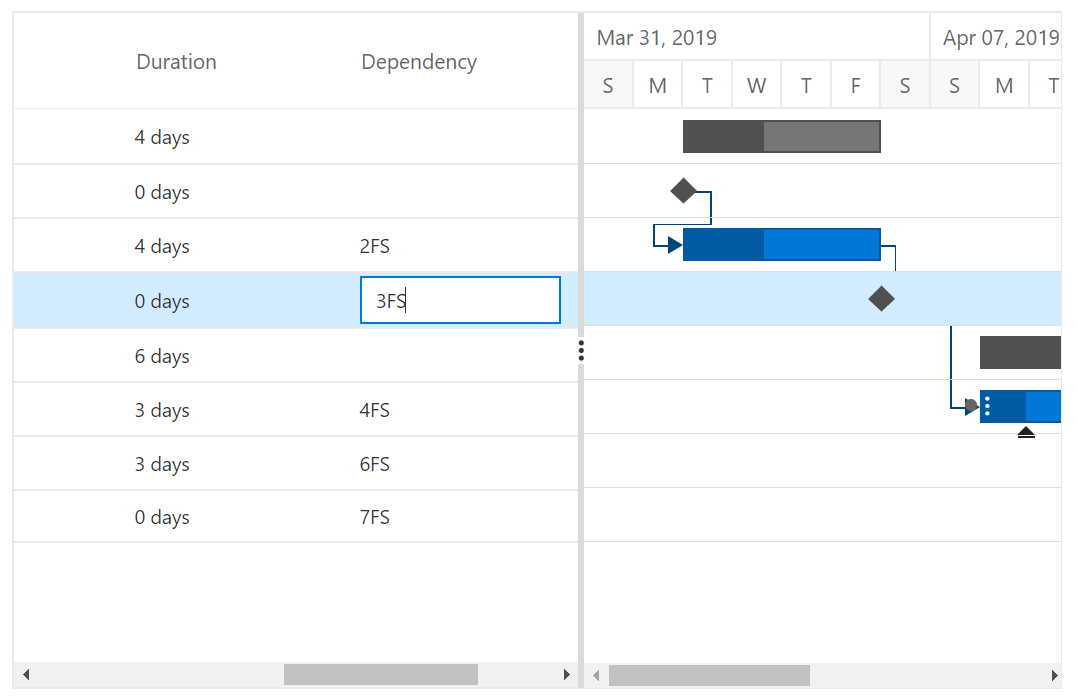 Duration Dependency
Mar 31, 2019 Apr 07, 2019
S M T W T F S S M T
4 days
0 days
4 days 2FS
0 days 3FS
6 days
3 days 4FS
3 days 6FS
0 days 7FS